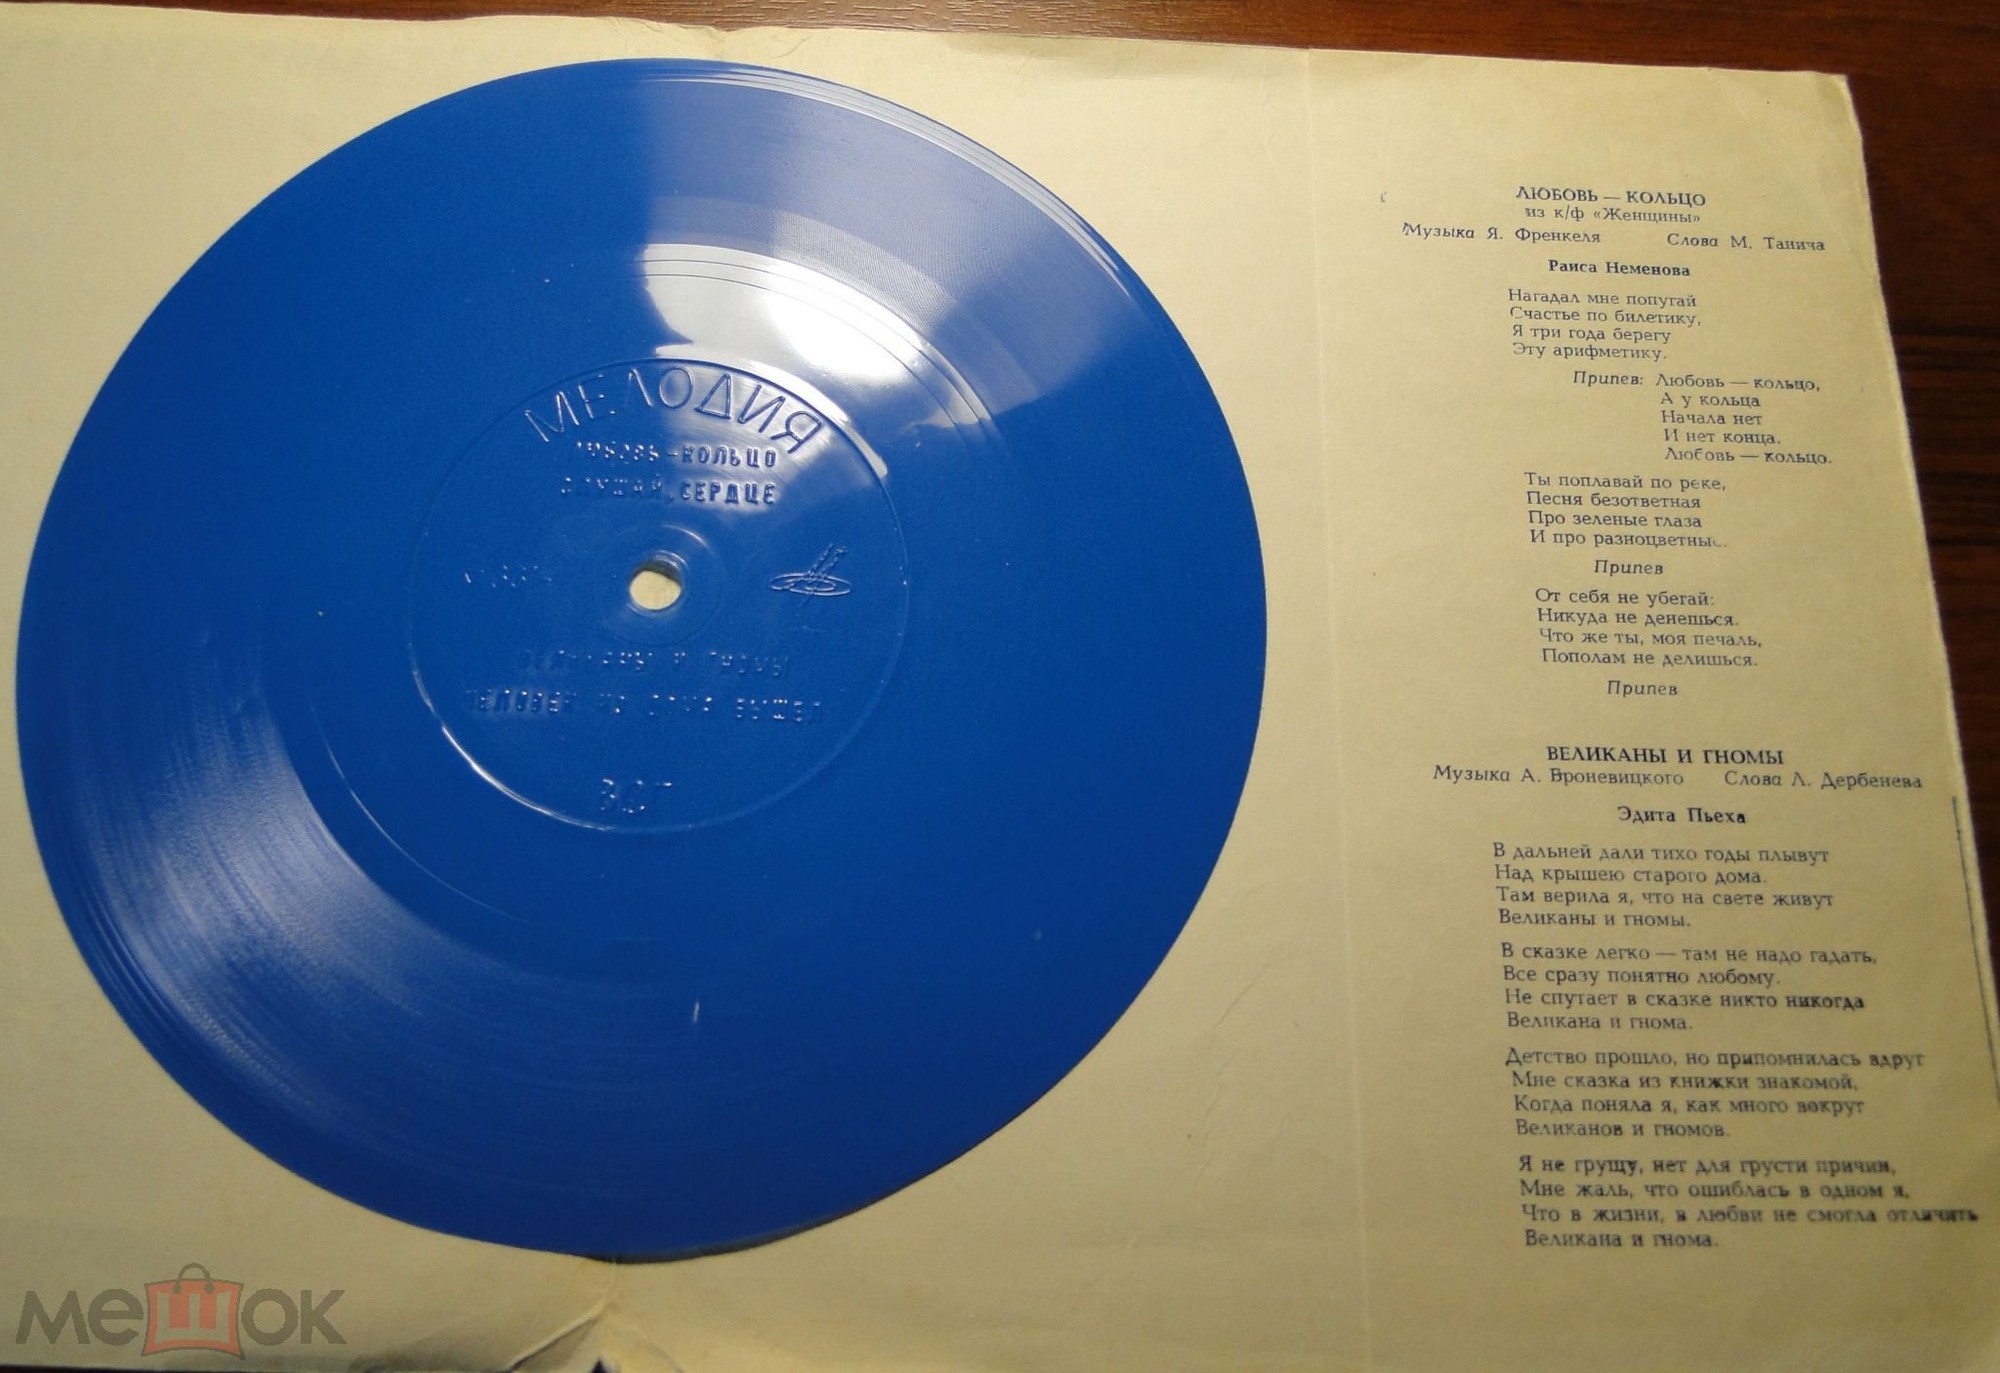 МЕЛОДИЯ
ЛЮБОВЬ-КОЛЬЦО
СЛУШАЙ, СЕРДЦЕ
ВЕЛИКАНЫ И ГНОМЫ
ЧЕЛОВЕК ИЗ ДОМА ВЫШЕЛ
ВСГ
ЛЮБОВЬ — КОЛЬЦО
из к/ф «Женщины»
Музыка Я. Френкеля Слова М. Танича
Раиса Неменова
Нагадал мне попугай
Счастье по билетику,
Я три года берегу
Эту арифметику.
Припев: Любовь — кольцо,
А у кольца
Начала нет
И нет конца.
Любовь — кольцо.
Ты поплавай по реке,
Песня безответная
Про зеленые глаза
И про разноцветные.
Припев
От себя не убегай:
Никуда не денешься.
Что же ты, моя печаль,
Пополам не делишься.
Припев
ВЕЛИКАНЫ И ГНОМЫ
Музыка А. Броневицкого Слова Л. Дербенева
Эдита Пьеха
В дальней дали тихо годы плывут
Над крышею старого дома.
Там верила я, что на свете живут
Великаны и гномы.
В сказке легко — там не надо гадать,
Все сразу понятно любому.
Не спутает в сказке никто никогда
Великана и гнома.
Детство прошло, но припомнилась вдруг
Мне сказка из книжки знакомой,
Когда поняла я, как много вокруг
Великанов и гномов.
Я не грущу, нет для грусти причин,
Мне жаль, что ошиблась в одном я,
Что в жизни, в любви не смогла отличить
Великана и гнома.
мешок